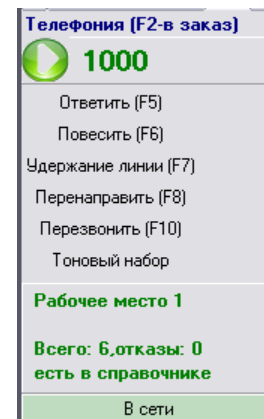 Телефония (F2-в заказ)
1000
Ответить (F5)
Повесить (F6)
Удержание линии (F7)
Перенаправить (F8)
Перезвонить (F10)
Тоновый набор
Рабочее место 1
Всего: 6,отказы: 0
есть в справочнике
В сети